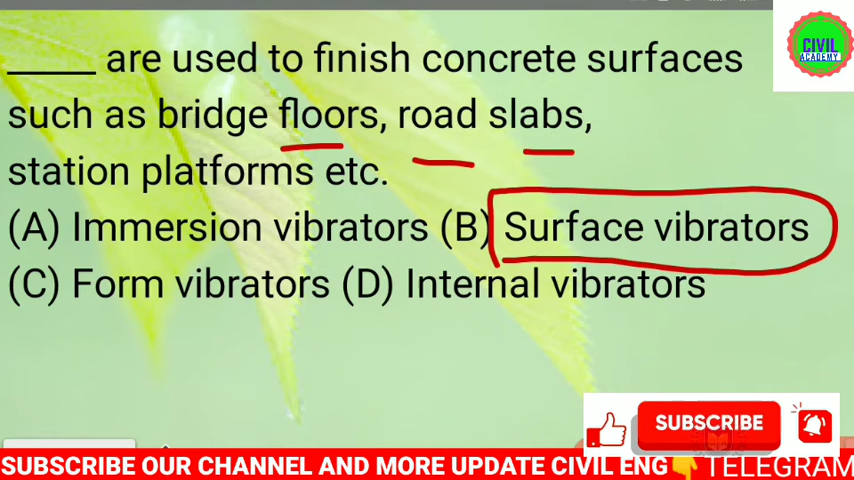 _____ are used to finish concrete surfaces
such as bridge floors, road slabs,
station platforms etc.
(A) Immersion vibrators (B) Surface vibrators
(C) Form vibrators (D) Internal vibrators
CIVIL
ACADEMY
SUBSCRIBE
SUBSCRIBE OUR CHANNEL AND MORE UPDATE CIVIL ENG👇 TELEGRAM